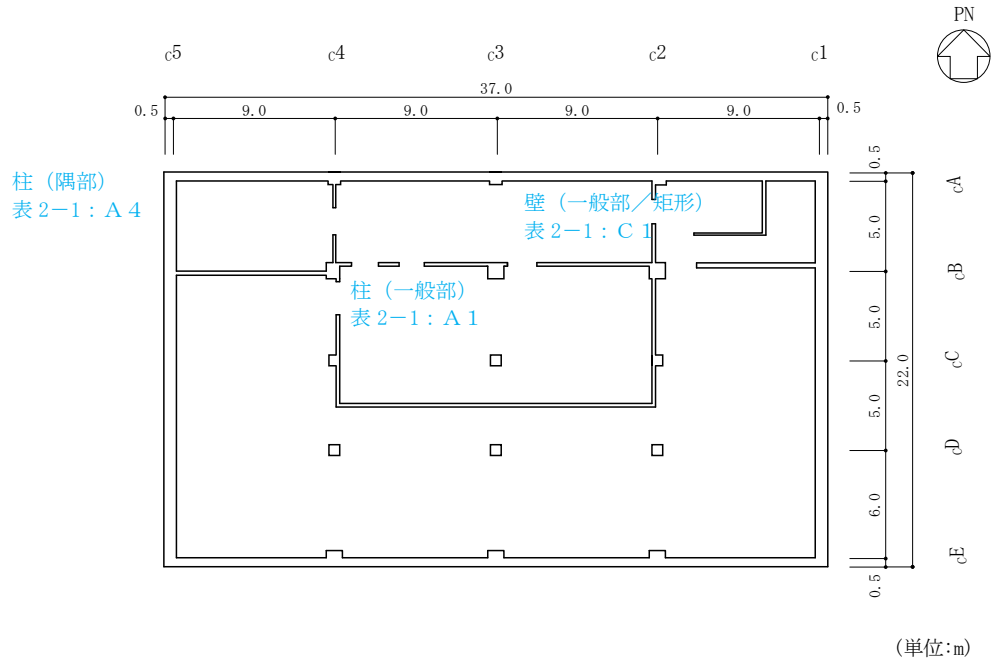 PN
c5 c4 c3 c2 c1
37.0
0.5 9.0 9.0 9.0 9.0 0.5
柱（隅部）
表２－１：Ａ４
壁（一般部／矩形）
表２－１：Ｃ１
柱（一般部）
表２－１：Ａ１
0.5
cA
5.0
cB
5.0
cC
22.0
5.0
cD
6.0
cE
0.5
（単位:m）